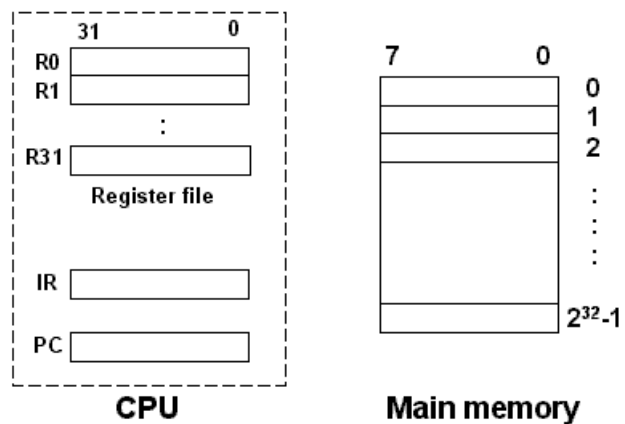 31 0
R0
R1
:
R31
Register file
IR
PC
CPU
7 0
0
1
2
:
:
2³²-1
Main memory